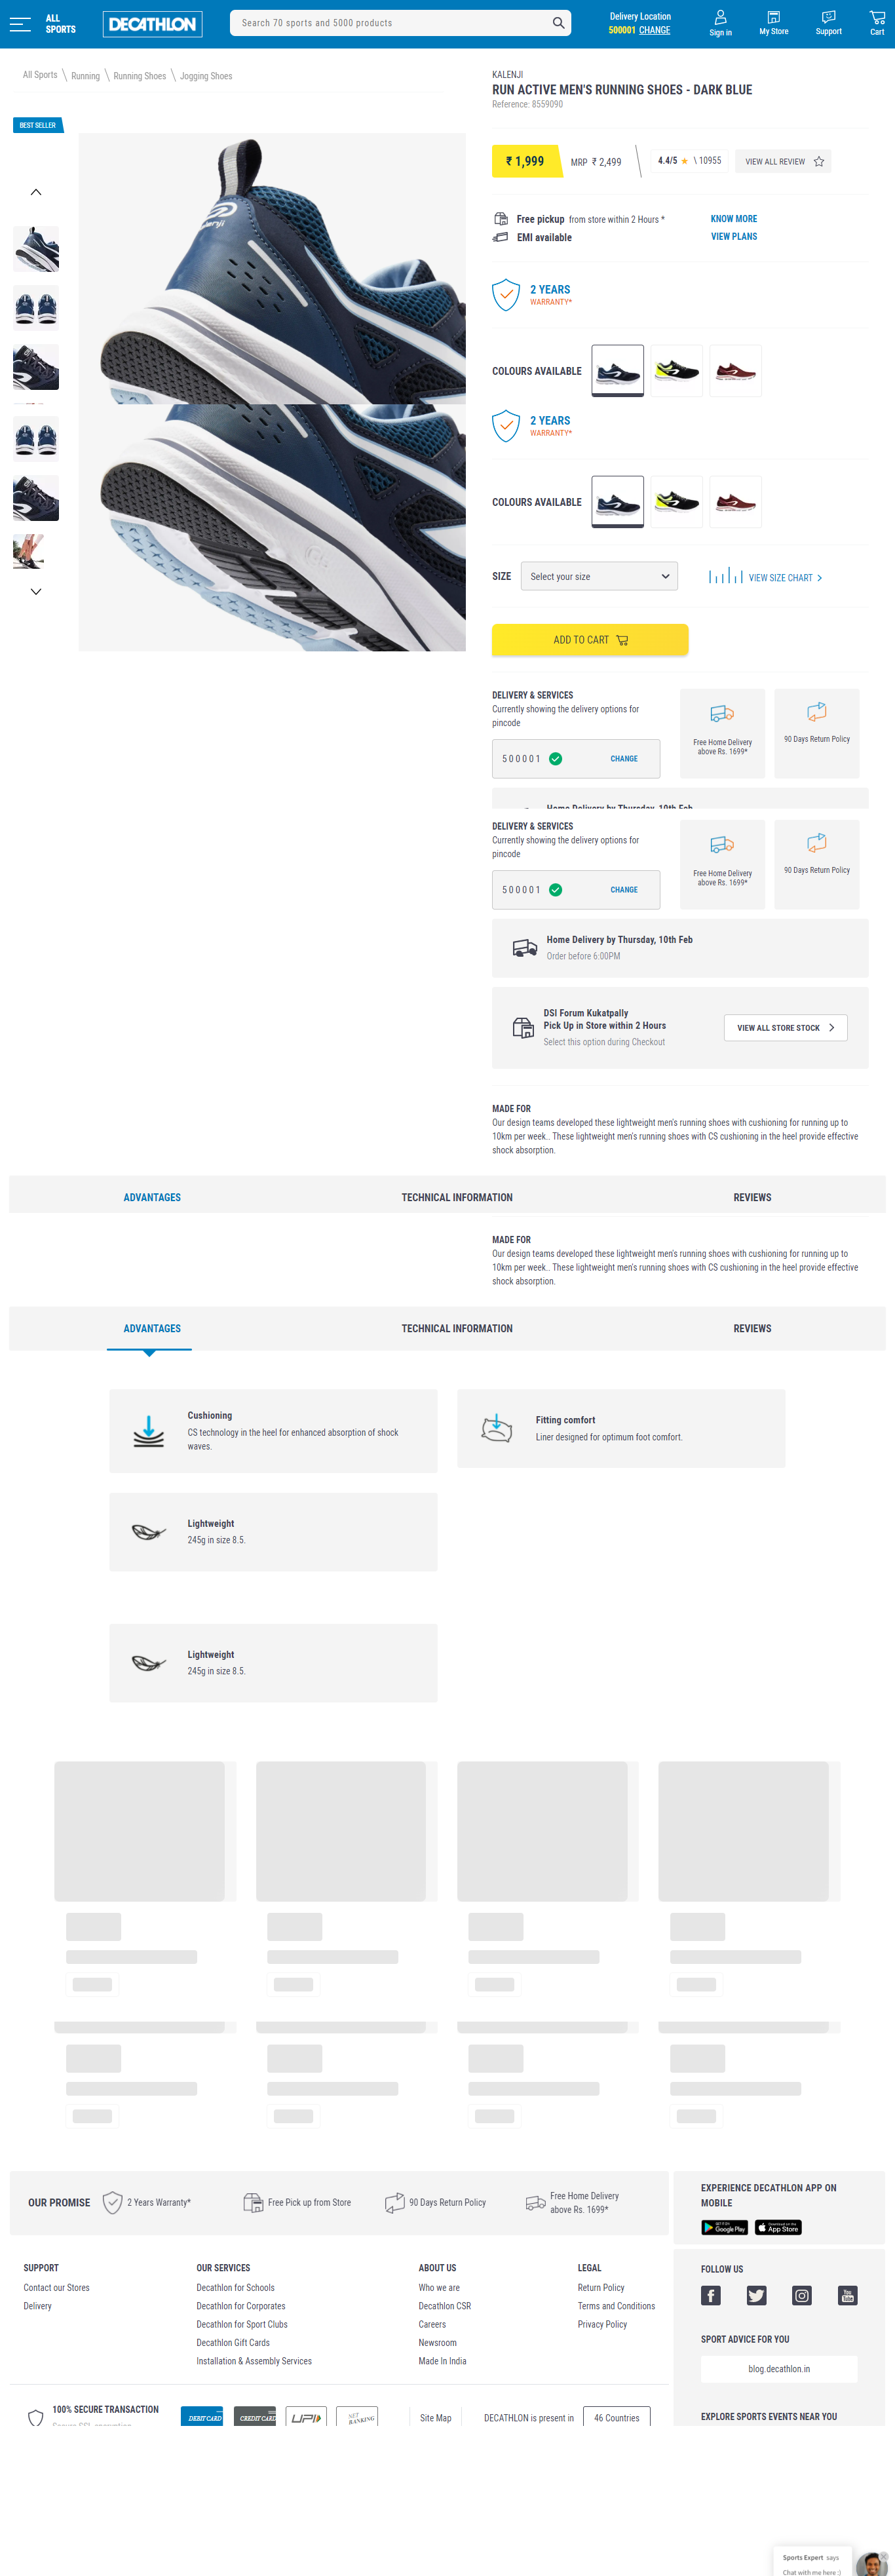 ALL
SPORTS
DECATHLON
Search 70 sports and 5000 products
Delivery Location
500001 CHANGE
Sign in
My Store
Support
Cart
All Sports \ Running \ Running Shoes \ Jogging Shoes
BEST SELLER
KALENJI
RUN ACTIVE MEN'S RUNNING SHOES - DARK BLUE
Reference: 8559090
₹ 1,999
MRP ₹ 2,499
4.4/5 ★ \ 10955
VIEW ALL REVIEW
Free pickup from store within 2 Hours *
KNOW MORE
EMI available
VIEW PLANS
2 YEARS
WARRANTY*
COLOURS AVAILABLE
2 YEARS
WARRANTY*
COLOURS AVAILABLE
SIZE
Select your size
VIEW SIZE CHART
ADD TO CART
DELIVERY & SERVICES
Currently showing the delivery options for
pincode
500001
CHANGE
Free Home Delivery
above Rs. 1699*
90 Days Return Policy
Home Delivery by Thursday, 10th Feb
DELIVERY & SERVICES
Currently showing the delivery options for
pincode
500001
CHANGE
Free Home Delivery
above Rs. 1699*
90 Days Return Policy
Home Delivery by Thursday, 10th Feb
Order before 6:00PM
DSI Forum Kukatpally
Pick Up in Store within 2 Hours
Select this option during Checkout
VIEW ALL STORE STOCK
MADE FOR
Our design teams developed these lightweight men's running shoes with cushioning for running up to
10km per week.. These lightweight men's running shoes with CS cushioning in the heel provide effective
shock absorption.
ADVANTAGES
TECHNICAL INFORMATION
REVIEWS
MADE FOR
Our design teams developed these lightweight men's running shoes with cushioning for running up to
10km per week.. These lightweight men's running shoes with CS cushioning in the heel provide effective
shock absorption.
ADVANTAGES
TECHNICAL INFORMATION
REVIEWS
Cushioning
CS technology in the heel for enhanced absorption of shock
waves.
Fitting comfort
Liner designed for optimum foot comfort.
Lightweight
245g in size 8.5.
Lightweight
245g in size 8.5.
OUR PROMISE
2 Years Warranty*
Free Pick up from Store
90 Days Return Policy
Free Home Delivery
above Rs. 1699*
EXPERIENCE DECATHLON APP ON
MOBILE
GET IT ON
Google Play
Download on the
App Store
SUPPORT
Contact our Stores
Delivery
OUR SERVICES
Decathlon for Schools
Decathlon for Corporates
Decathlon for Sport Clubs
Decathlon Gift Cards
Installation & Assembly Services
ABOUT US
Who we are
Decathlon CSR
Careers
Newsroom
Made In India
LEGAL
Return Policy
Terms and Conditions
Privacy Policy
FOLLOW US
You
Tube
SPORT ADVICE FOR YOU
blog.decathlon.in
EXPLORE SPORTS EVENTS NEAR YOU
100% SECURE TRANSACTION
Secure SSL encryption
DEBIT CARD
CREDIT CARD
UPI
NET
BANKING
Site Map
DECATHLON is present in
46 Countries
Sports Expert says
Chat with me here :)